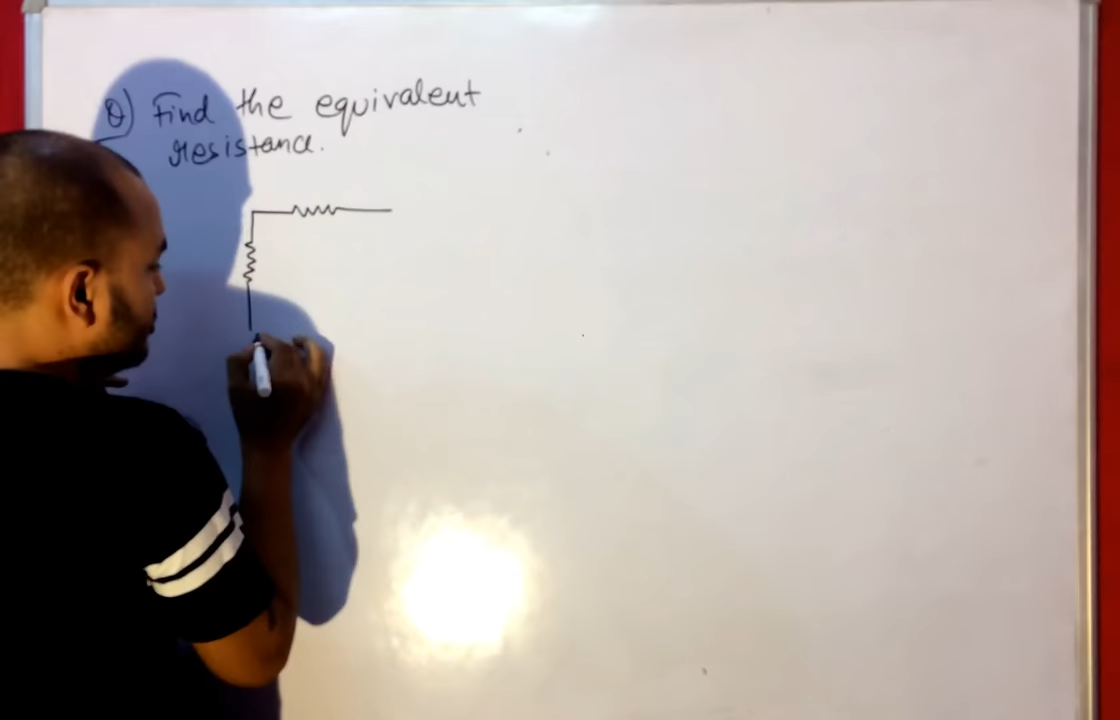 Q) Find the equivalent
resistance.